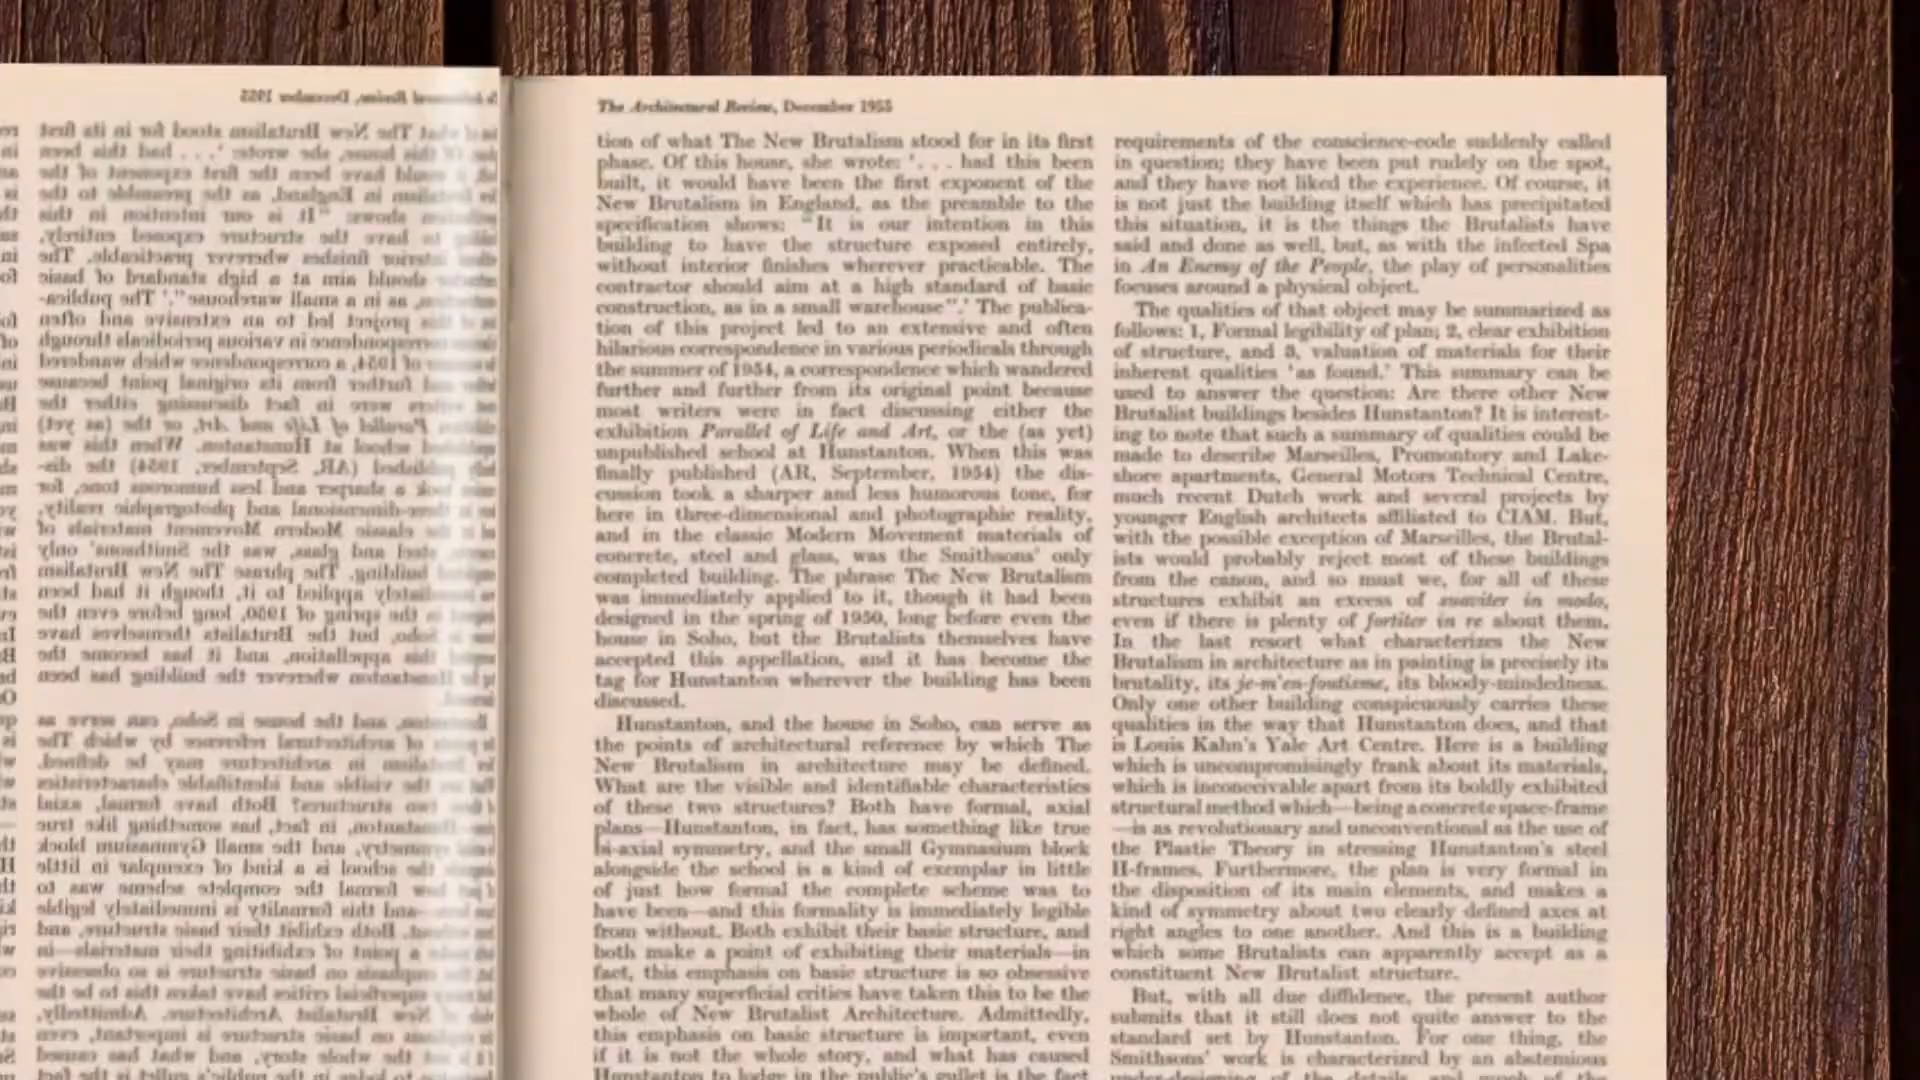 The Architectural Review, December 1955
tion of what The New Brutalism stood for in its first
phase. Of this house, she wrote: '. . . had this been
built, it would have been the first exponent of the
New Brutalism in England, as the preamble to the
specification shows: "It is our intention in this
building to have the structure exposed entirely,
without interior finishes wherever practicable. The
contractor should aim at a high standard of basic
construction, as in a small warehouse".' The publica-
tion of this project led to an extensive and often
hilarious correspondence in various periodicals through
the summer of 1954, a correspondence which wandered
further and further from its original point because
most writers were in fact discussing either the
exhibition Parallel of Life and Art, or the (as yet)
unpublished school at Hunstanton. When this was
finally published (AR, September, 1954) the dis-
cussion took a sharper and less humorous tone, for
here in three-dimensional and photographic reality,
and in the classic Modern Movement materials of
concrete, steel and glass, was the Smithsons' only
completed building. The phrase The New Brutalism
was immediately applied to it, though it had been
designed in the spring of 1950, long before even the
house in Soho, but the Brutalists themselves have
accepted this appellation, and it has become the
tag for Hunstanton wherever the building has been
discussed.
Hunstanton, and the house in Soho, can serve as
the points of architectural reference by which The
New Brutalism in architecture may be defined.
What are the visible and identifiable characteristics
of these two structures? Both have formal, axial
plans—Hunstanton, in fact, has something like true
bi-axial symmetry, and the small Gymnasium block
alongside the school is a kind of exemplar in little
of just how formal the complete scheme was to
have been—and this formality is immediately legible
from without. Both exhibit their basic structure, and
both make a point of exhibiting their materials—in
fact, this emphasis on basic structure is so obsessive
that many superficial critics have taken this to be the
whole of New Brutalist Architecture. Admittedly,
this emphasis on basic structure is important, even
if it is not the whole story, and what has caused
Hunstanton to lodge in the public's gullet is the fact
requirements of the conscience-code suddenly called
in question; they have been put rudely on the spot,
and they have not liked the experience. Of course, it
is not just the building itself which has precipitated
this situation, it is the things the Brutalists have
said and done as well, but, as with the infected Spa
in An Enemy of the People, the play of personalities
focuses around a physical object.
The qualities of that object may be summarized as
follows: 1, Formal legibility of plan; 2, clear exhibition
of structure, and 3, valuation of materials for their
inherent qualities 'as found.' This summary can be
used to answer the question: Are there other New
Brutalist buildings besides Hunstanton? It is interest-
ing to note that such a summary of qualities could be
made to describe Marseilles, Promontory and Lake-
shore apartments, General Motors Technical Centre,
much recent Dutch work and several projects by
younger English architects affiliated to CIAM. But,
with the possible exception of Marseilles, the Brutal-
ists would probably reject most of these buildings
from the canon, and so must we, for all of these
structures exhibit an excess of suaviter in modo,
even if there is plenty of fortiter in re about them.
In the last resort what characterizes the New
Brutalism in architecture as in painting is precisely its
brutality, its je-m'en-foutisme, its bloody-mindedness.
Only one other building conspicuously carries these
qualities in the way that Hunstanton does, and that
is Louis Kahn's Yale Art Centre. Here is a building
which is uncompromisingly frank about its materials,
which is inconceivable apart from its boldly exhibited
structural method which—being a concrete space-frame
—is as revolutionary and unconventional as the use of
the Plastic Theory in stressing Hunstanton's steel
H-frames. Furthermore, the plan is very formal in
the disposition of its main elements, and makes a
kind of symmetry about two clearly defined axes at
right angles to one another. And this is a building
which some Brutalists can apparently accept as a
constituent New Brutalist structure.
But, with all due diffidence, the present author
submits that it still does not quite answer to the
standard set by Hunstanton. For one thing, the
Smithsons' work is characterized by an abstemious
under-designing of the details, and much of the